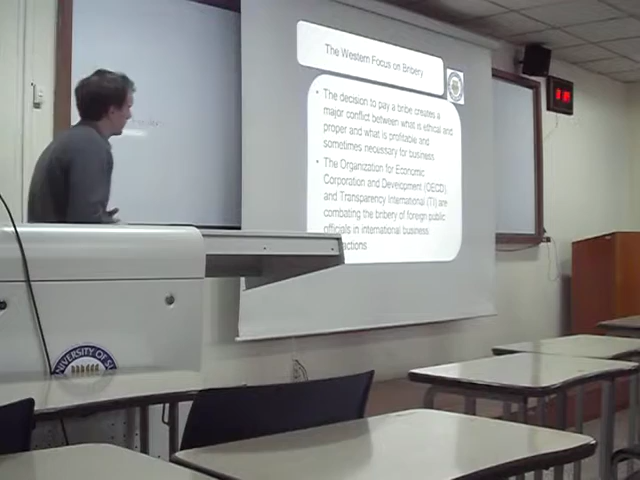 The Western Focus on Bribery
• The decision to pay a bribe creates a
major conflict between what is ethical and
proper and what is profitable and
sometimes necessary for business
• The Organization for Economic
Corporation and Development (OECD),
and Transparency International (TI) are
combating the bribery of foreign public
officials in international business
actions
UNIVERSITY OF S